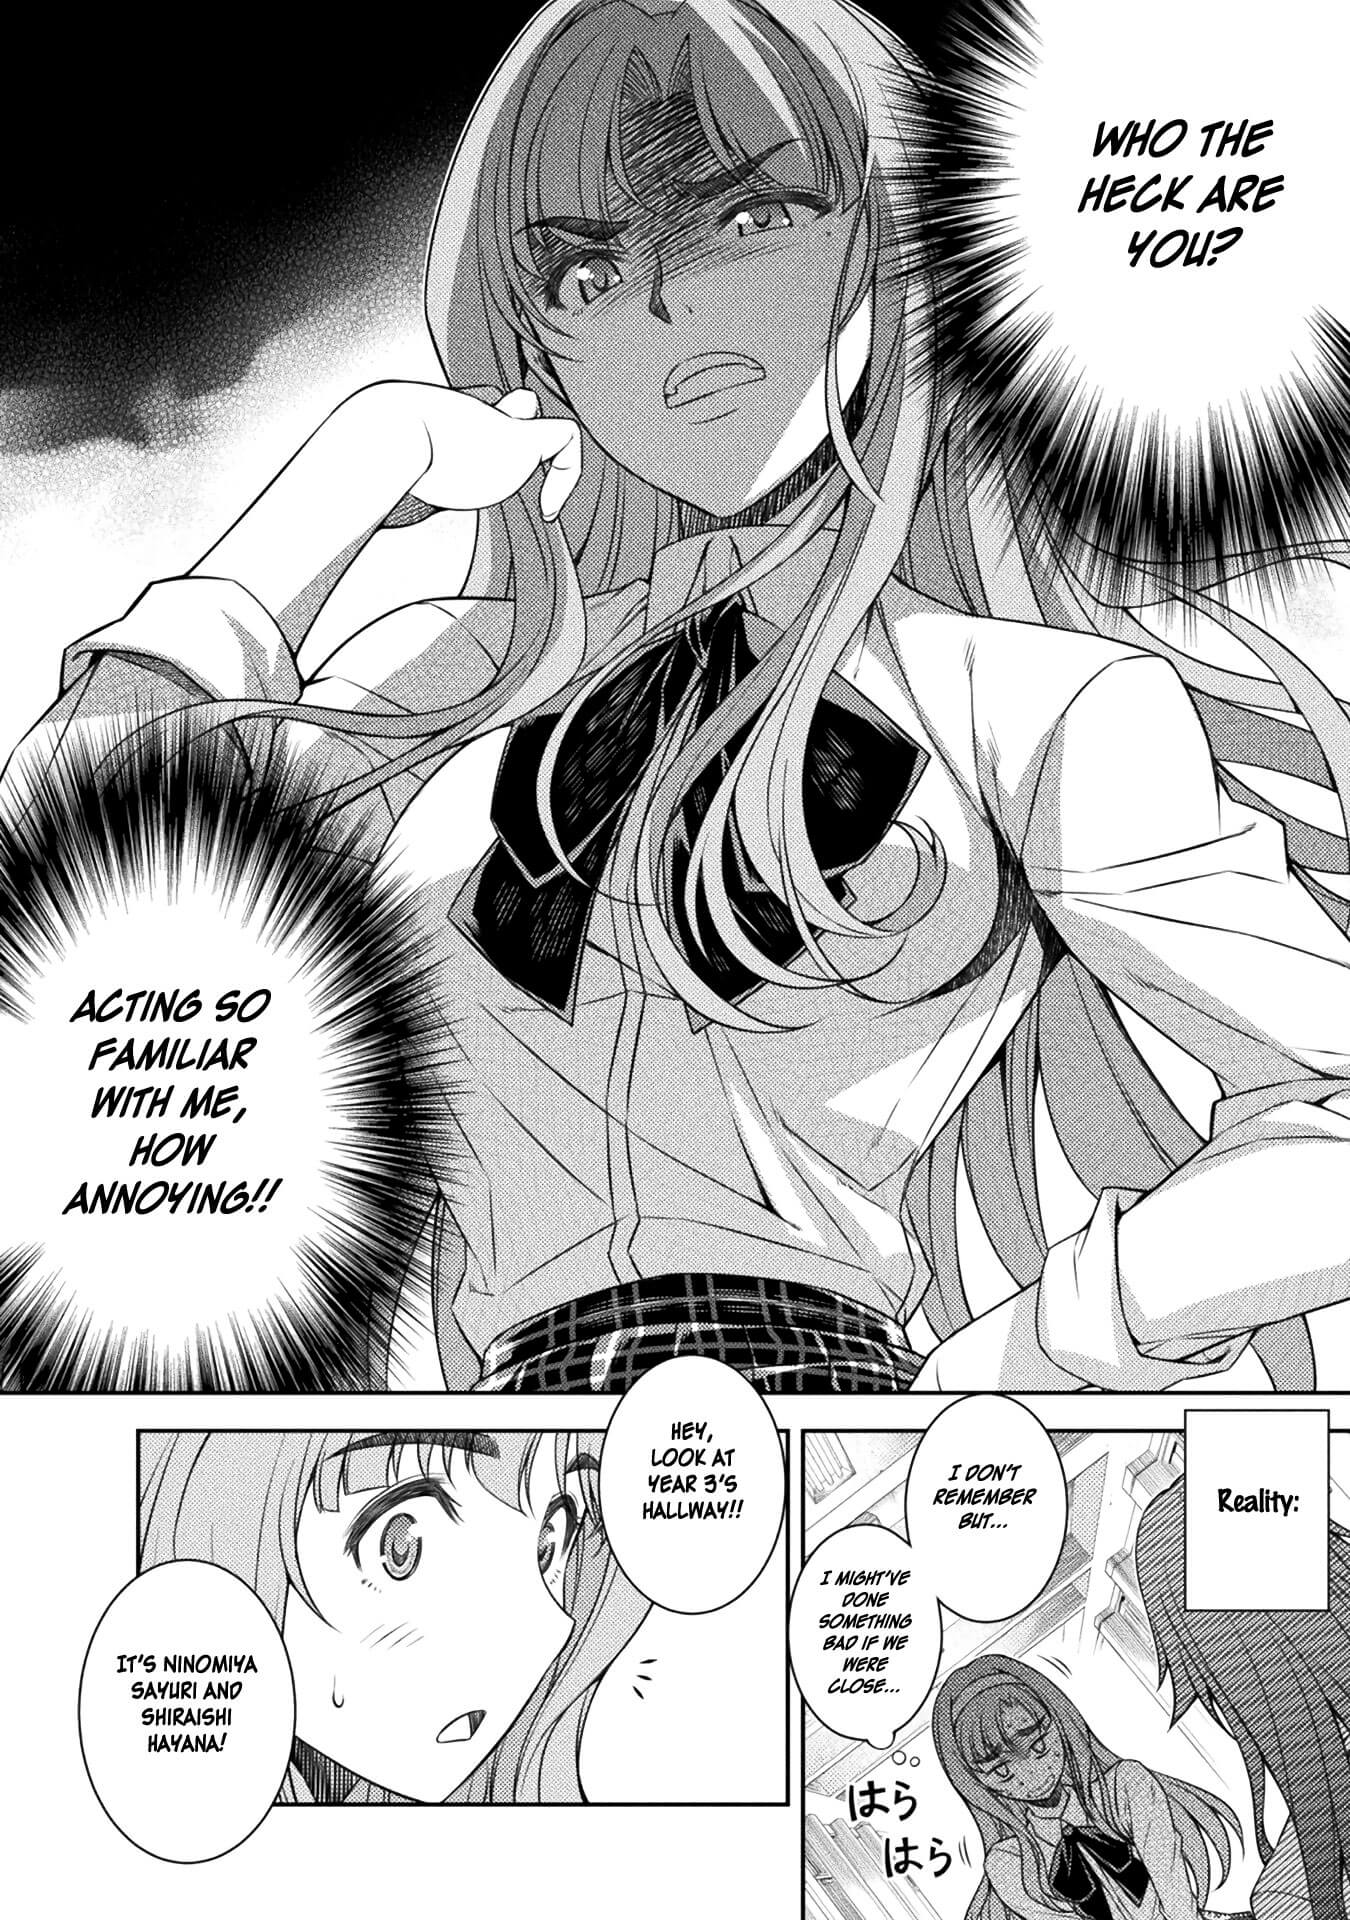 WHO THE
HECK ARE
YOU?
ACTING SO
FAMILIAR
WITH ME,
HOW
ANNOYING!!
Reality:
I DON'T
REMEMBER
BUT...
I MIGHT'VE
DONE
SOMETHING
BAD IF WE
WERE
CLOSE...
はら
はら
HEY,
LOOK AT
YEAR 3'S
HALLWAY!!
IT'S NINOMIYA
SAYURI AND
SHIRAISHI
HAYANA!